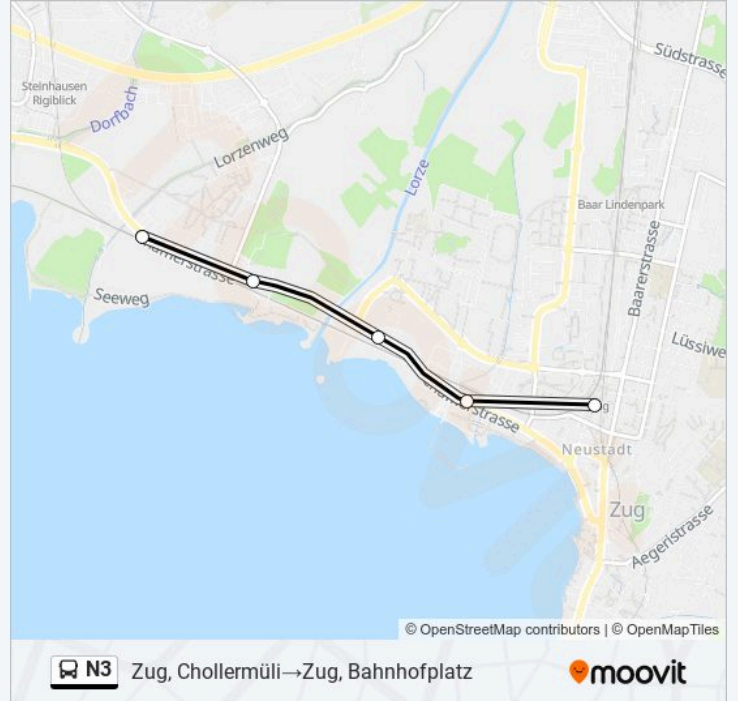 Südstrasse
Steinhausen
Rigiblick
Dorfbach
Lorzenweg
Lorze
Baar Lindenpark
Baarerstrasse
Seeweg
Lüssiwe
Neustadt
Zug
Aegeristrasse
© OpenStreetMap contributors | © OpenMapTiles
N3 Zug, Chollermüli→Zug, Bahnhofplatz
moovit